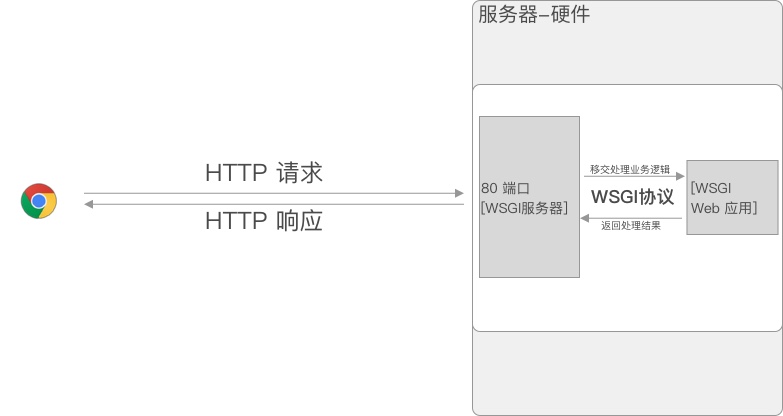 服务器-硬件
HTTP 请求
HTTP 响应
80 端口
[WSGI服务器]
移交处理业务逻辑
WSGI协议
返回处理结果
[WSGI
Web 应用]